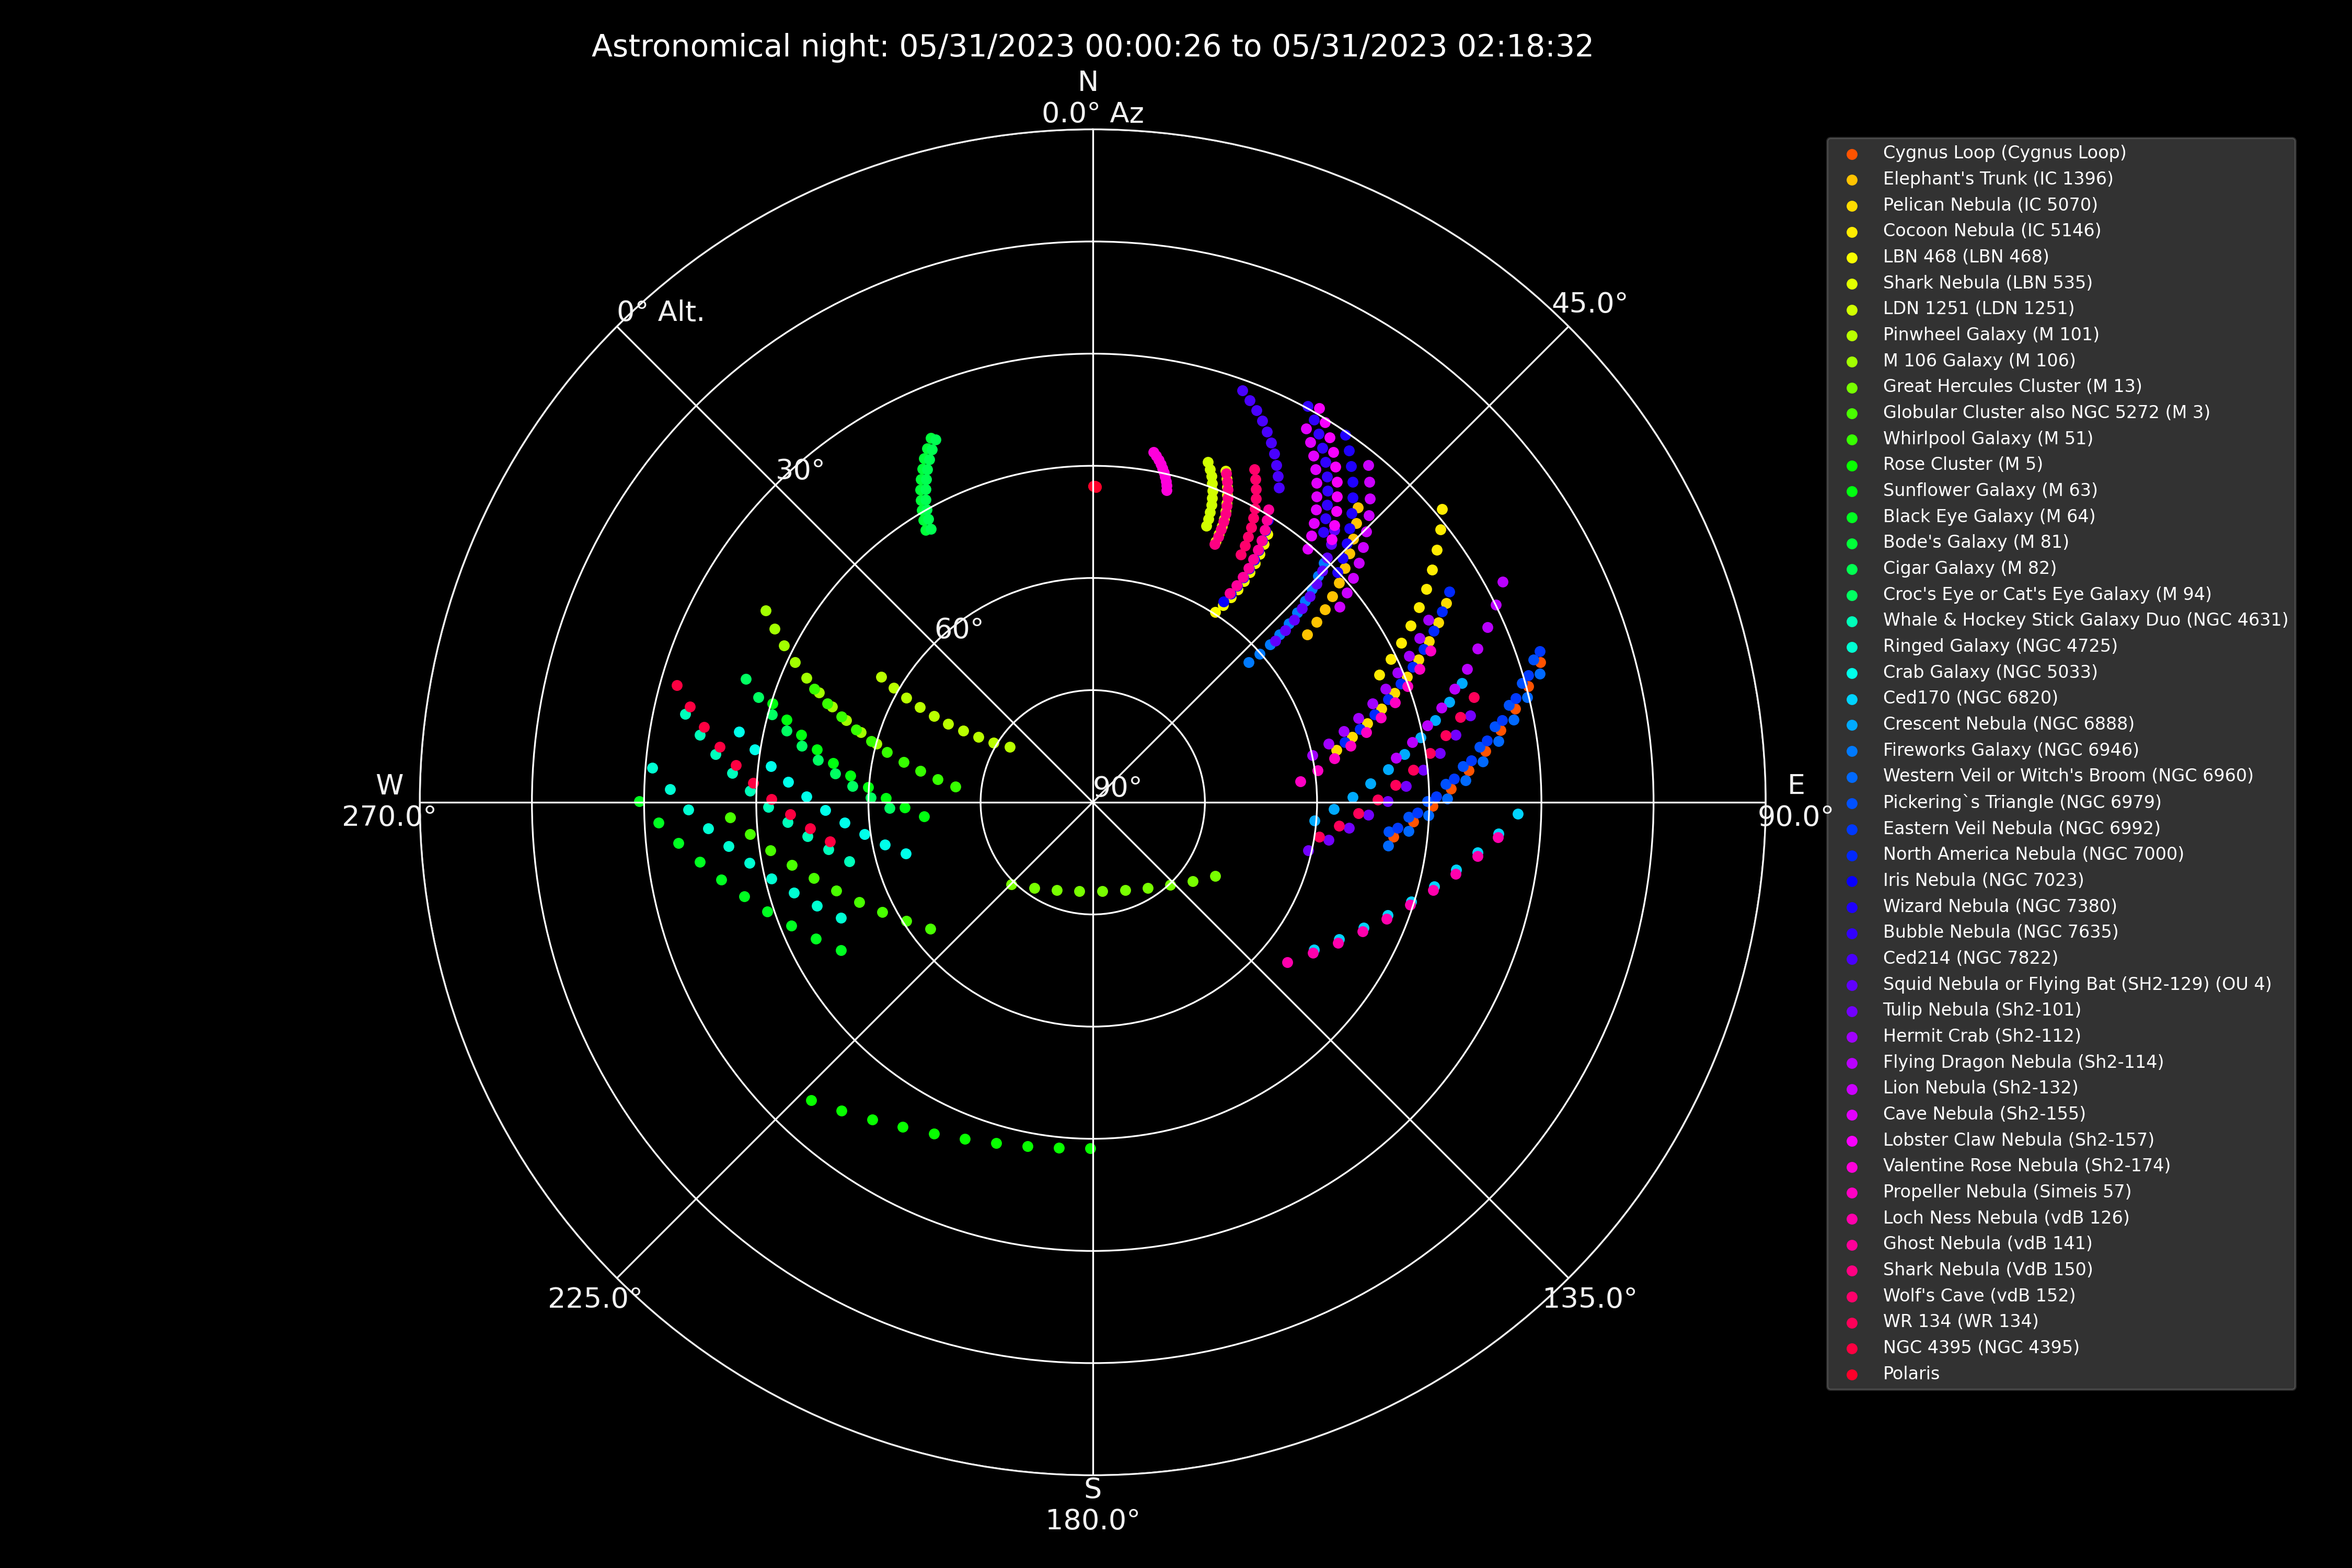 Astronomical night: 05/31/2023 00:00:26 to 05/31/2023 02:18:32
N
0.0° Az
45.0°
0° Alt.
30°
60°
90°
W
270.0°
E
90.0°
225.0°
135.0°
S
180.0°
Cygnus Loop (Cygnus Loop)
Elephant's Trunk (IC 1396)
Pelican Nebula (IC 5070)
Cocoon Nebula (IC 5146)
LBN 468 (LBN 468)
Shark Nebula (LBN 535)
LDN 1251 (LDN 1251)
Pinwheel Galaxy (M 101)
M 106 Galaxy (M 106)
Great Hercules Cluster (M 13)
Globular Cluster also NGC 5272 (M 3)
Whirlpool Galaxy (M 51)
Rose Cluster (M 5)
Sunflower Galaxy (M 63)
Black Eye Galaxy (M 64)
Bode's Galaxy (M 81)
Cigar Galaxy (M 82)
Croc's Eye or Cat's Eye Galaxy (M 94)
Whale & Hockey Stick Galaxy Duo (NGC 4631)
Ringed Galaxy (NGC 4725)
Crab Galaxy (NGC 5033)
Ced170 (NGC 6820)
Crescent Nebula (NGC 6888)
Fireworks Galaxy (NGC 6946)
Western Veil or Witch's Broom (NGC 6960)
Pickering`s Triangle (NGC 6979)
Eastern Veil Nebula (NGC 6992)
North America Nebula (NGC 7000)
Iris Nebula (NGC 7023)
Wizard Nebula (NGC 7380)
Bubble Nebula (NGC 7635)
Ced214 (NGC 7822)
Squid Nebula or Flying Bat (SH2-129) (OU 4)
Tulip Nebula (Sh2-101)
Hermit Crab (Sh2-112)
Flying Dragon Nebula (Sh2-114)
Lion Nebula (Sh2-132)
Cave Nebula (Sh2-155)
Lobster Claw Nebula (Sh2-157)
Valentine Rose Nebula (Sh2-174)
Propeller Nebula (Simeis 57)
Loch Ness Nebula (vdB 126)
Ghost Nebula (vdB 141)
Shark Nebula (VdB 150)
Wolf's Cave (vdB 152)
WR 134 (WR 134)
NGC 4395 (NGC 4395)
Polaris